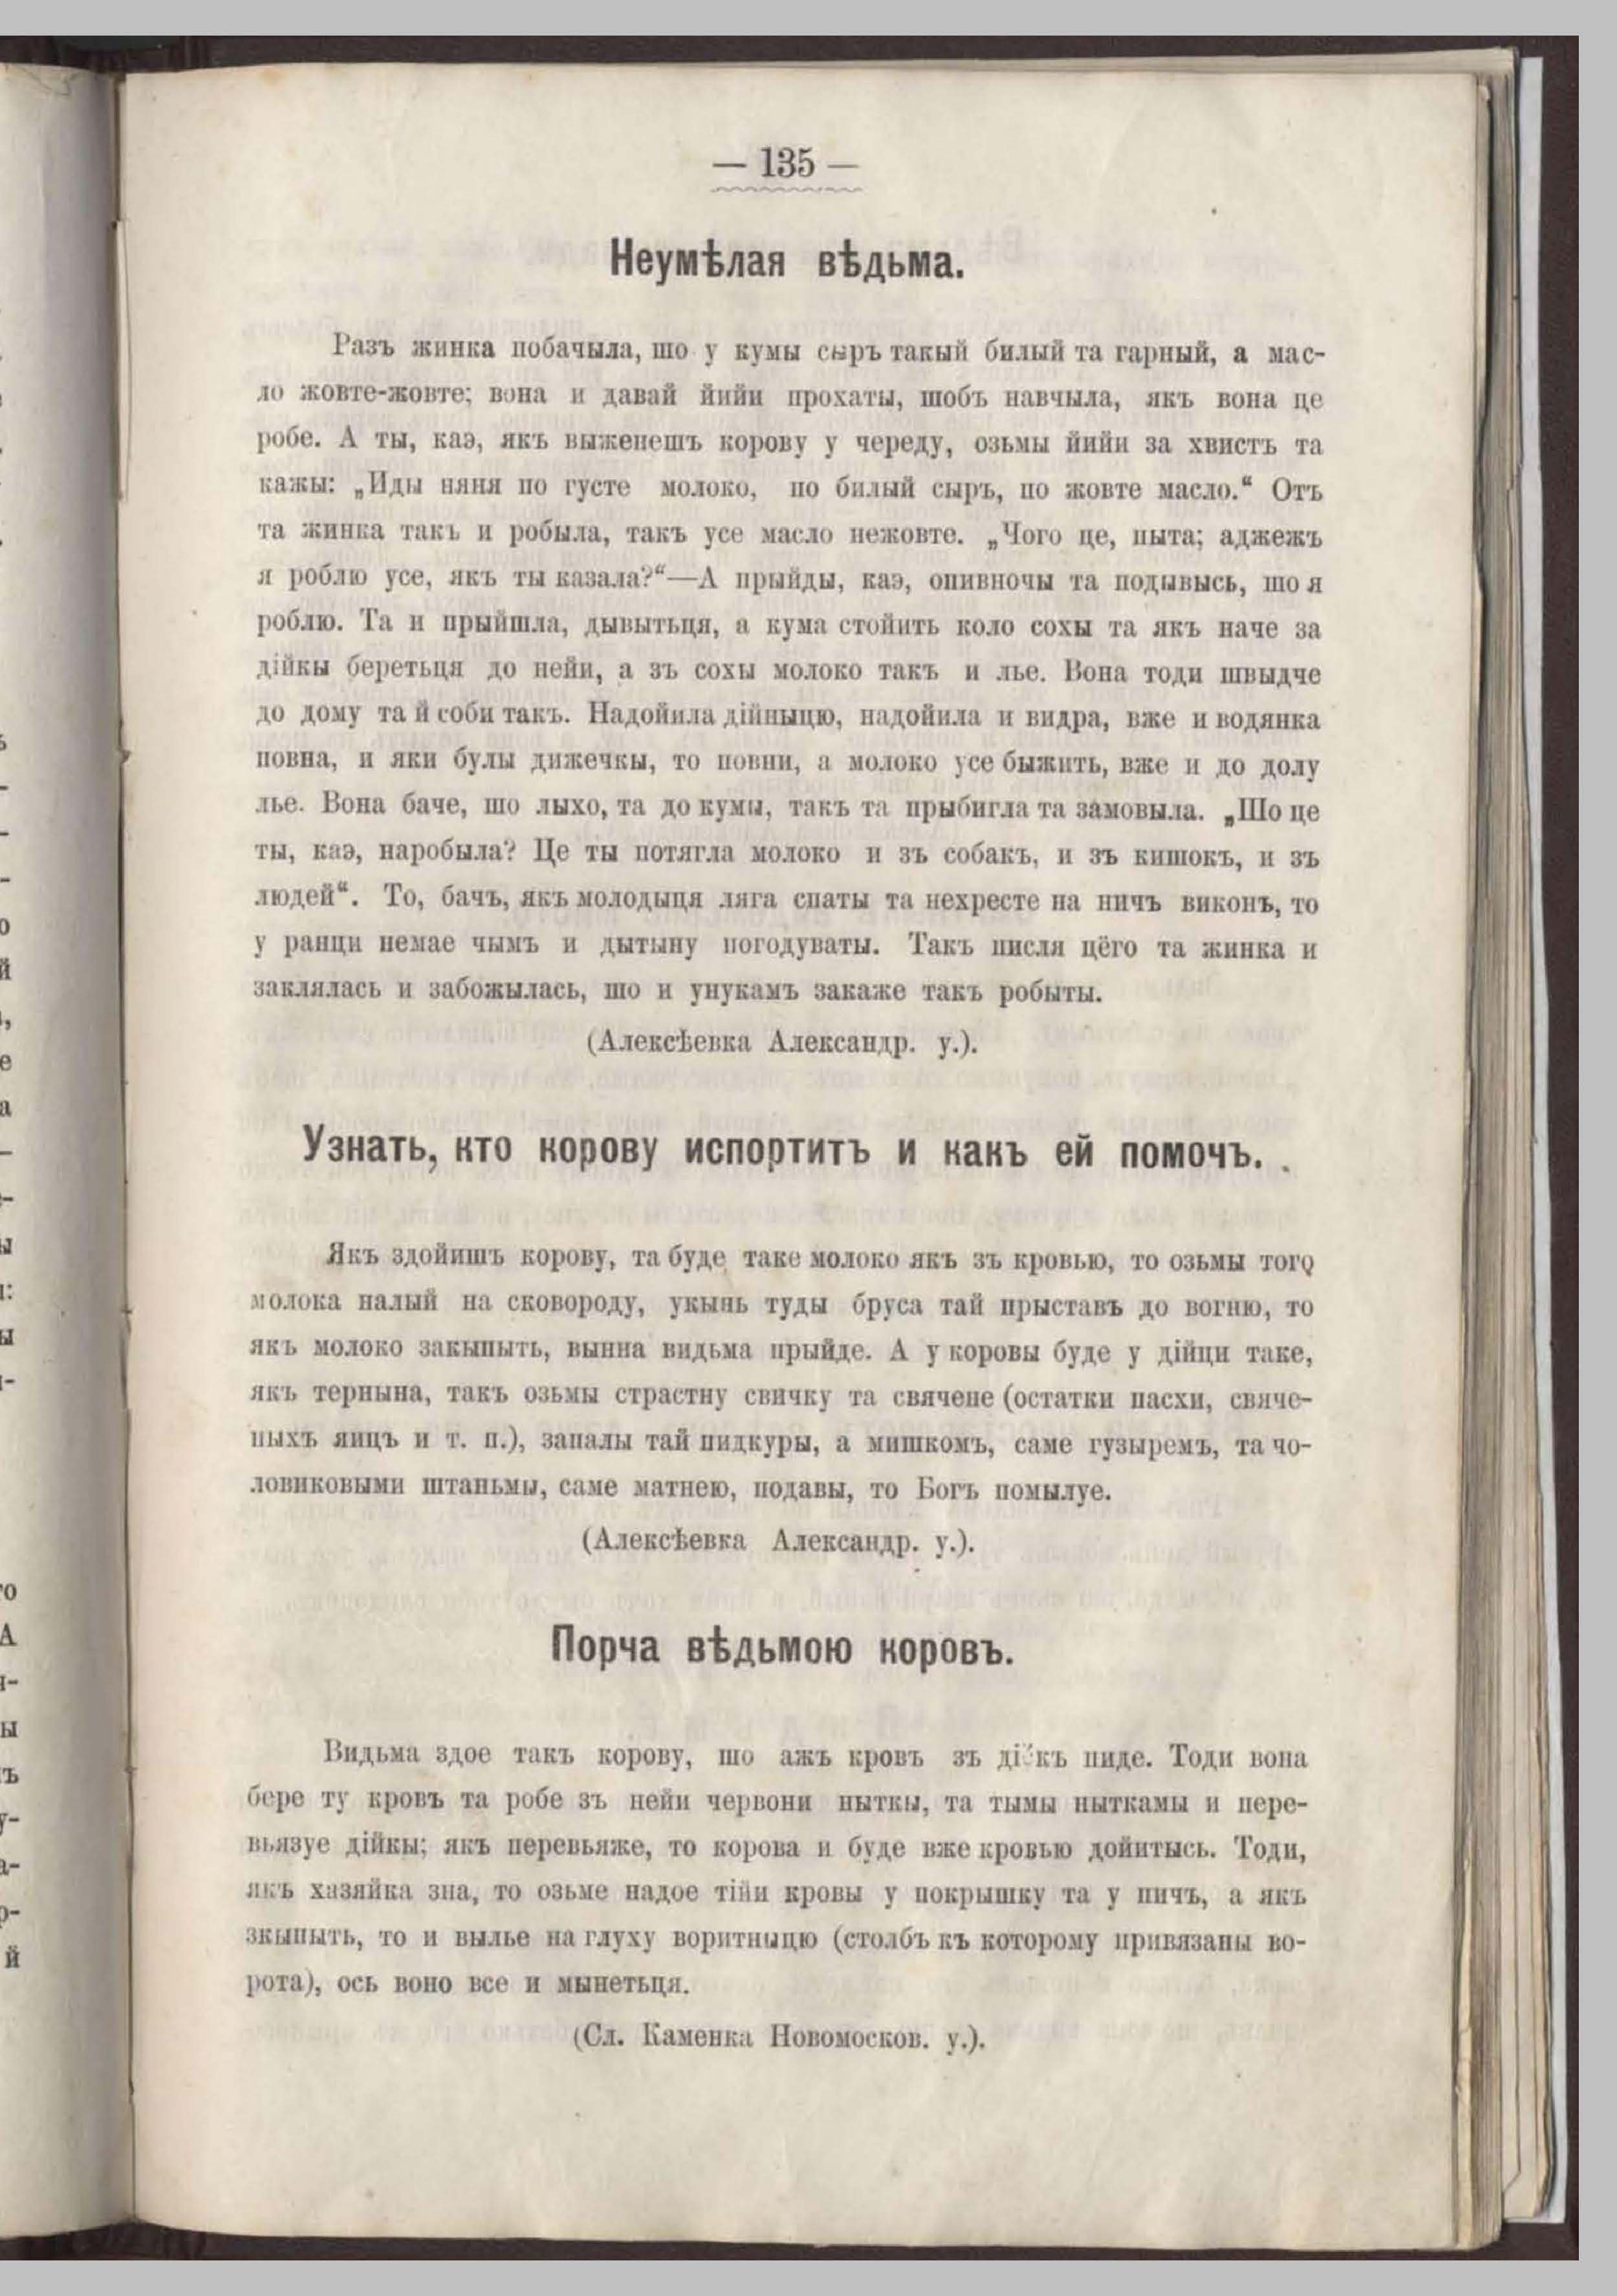 — 135 —
Неумѣлая вѣдьма.
Разъ жинка побачыла, шо у кумы сыръ такый билый та гарный, а мас-
ло жовте-жовте; вона и давай йийи прохаты, шобъ навчыла, якъ вона це
робе. А ты, каэ, якъ выженешъ корову у череду, озьмы йийи за хвистъ та
кажы: „Иды няня по густе молоко, по билый сыръ, по жовте масло.“ Отъ
та жинка такъ и робыла, такъ усе масло нежовте. „Чого це, пыта; аджежъ
я роблю усе, якъ ты казала?“—А прыйды, каэ, опивночы та подывысь, шо я
роблю. Та и прыйшла, дывытьця, а кума стойить коло сохы та якъ наче за
дійкы беретьця до нейи, а зъ сохы молоко такъ и лье. Вона тоди швыдче
до дому та й соби такъ. Надойила дійныцю, надойила и видра, вже и водянка
повна, и яки булы дижечкы, то повни, а молоко усе быжить, вже и до долу
лье. Вона баче, шо лыхо, та до кумы, такъ та прыбигла та замовыла. „Шо це
ты, каэ, наробыла? Це ты потягла молоко и зъ собакъ, и зъ кишокъ, и зъ
людей“. То, бачъ, якъ молодыця ляга спаты та нехресте на ничъ виконъ, то
у ранци немае чымъ и дытыну погодуваты. Такъ писля цёго та жинка и
заклялась и забожылась, шо и унукамъ закаже такъ робыты.
(Алексѣевка Александр. у.).
Узнать, кто корову испортитъ и какъ ей помочь.
Якъ здойишъ корову, та буде таке молоко якъ зъ кровью, то озьмы того
молока налый на сковороду, укынь туды бруса тай прыставъ до вогню, то
якъ молоко закыпыть, вынна видьма прыйде. А у коровы буде у дійци таке,
якъ тернына, такъ озьмы страстну свичку та свячене (остатки пасхи, свяче-
ныхъ яицъ и т. п.), запалы тай пидкуры, а мишкомъ, саме гузыремъ, та чо-
ловиковыми штаньмы, саме матнею, подавы, то Богъ помылуе.
(Алексѣевка Александр. у.).
Порча вѣдьмою коровъ.
Видьма здое такъ корову, шо ажъ кровъ зъ дійкъ пиде. Тоди вона
бере ту кровъ та робе зъ нейи червони ныткы, та тымы ныткамы и пере-
вьязуе дійкы; якъ перевьяже, то корова и буде вже кровью дойитысь. Тоди,
якъ хазяйка зна, то озьме надое тійи кровы у покрышку та у пичъ, а якъ
зкыпыть, то и вылье на глуху воритныцю (столбъ къ которому привязаны во-
рота), ось воно все и мынетьця.
(Сл. Каменка Новомосков. у.).